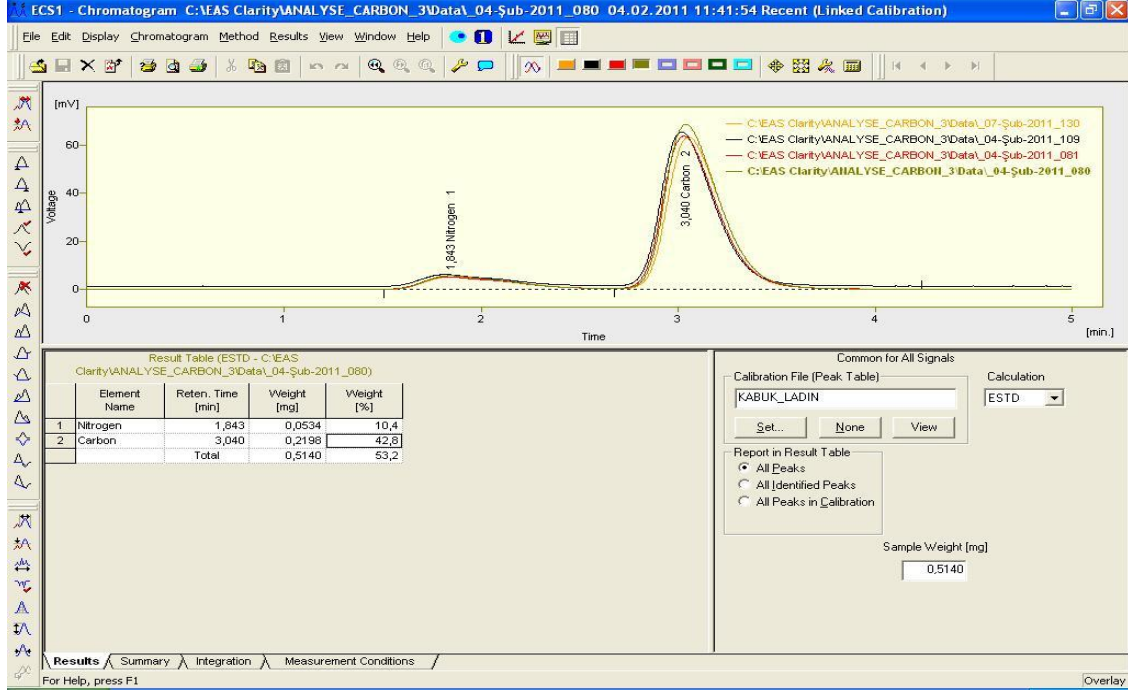 ECS1 - Chromatogram C:\EAS Clarity\ANALYSE_CARBON_3\Data\_04-Şub-2011_080 04.02.2011 11:41:54 Recent (Linked Calibration)
File Edit Display Chromatogram Method Results View Window Help
[mV]
60
40
20
0
Voltage
1,843 Nitrogen 1
3,040 Carbon 2
C:\EAS Clarity\ANALYSE_CARBON_3\Data\_07-Şub-2011_130
C:\EAS Clarity\ANALYSE_CARBON_3\Data\_04-Şub-2011_109
C:\EAS Clarity\ANALYSE_CARBON_3\Data\_04-Şub-2011_081
C:\EAS Clarity\ANALYSE_CARBON_3\Data\_04-Şub-2011_080
0 1 2 3 4 5
Time
[min.]
Result Table (ESTD - C:\EAS
Clarity\ANALYSE_CARBON_3\Data\_04-Şub-2011_080)
Element Name Reten. Time [min] Weight [mg] Weight [%]
1 Nitrogen 1,843 0,0534 10,4
2 Carbon 3,040 0,2198 42,8
Total 0,5140 53,2
Common for All Signals
Calibration File (Peak Table)
KABUK_LADIN
Set... None View
Calculation
ESTD
Report in Result Table
All Peaks
All Identified Peaks
All Peaks in Calibration
Sample Weight [mg]
0,5140
Results Summary Integration Measurement Conditions
For Help, press F1
Overlay